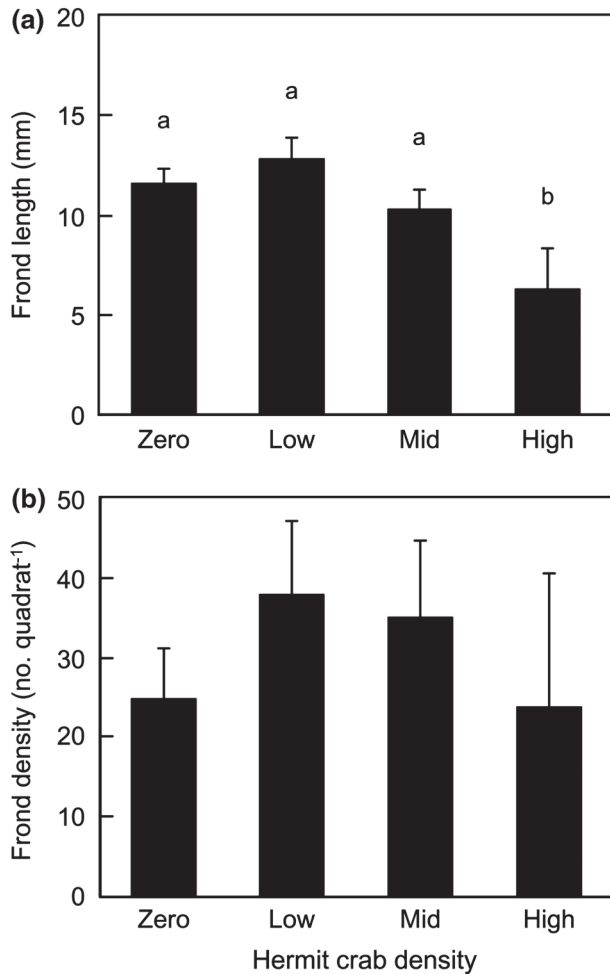 (a)
Frond length (mm)
20
15
10
5
0
a
a
a
b
Zero Low Mid High
(b)
Frond density (no. quadrat⁻¹)
50
40
30
20
10
0
Zero Low Mid High
Hermit crab density